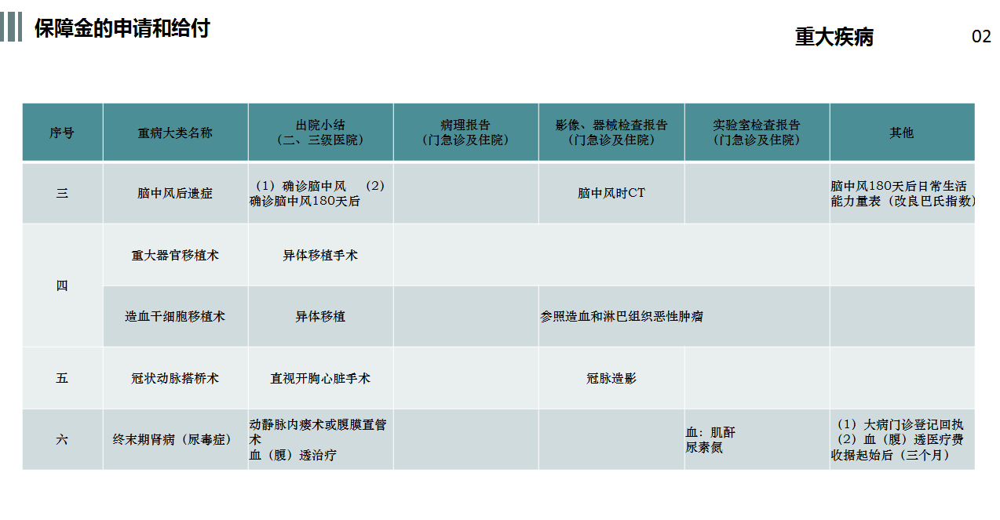 保障金的申请和给付
重大疾病
02
序号
重病大类名称
出院小结
（二、三级医院）
病理报告
（门急诊及住院）
影像、器械检查报告
（门急诊及住院）
实验室检查报告
（门急诊及住院）
其他
三
脑中风后遗症
（1）确诊脑中风 （2）
确诊脑中风180天后
脑中风时CT
脑中风180天后日常生活
能力量表（改良巴氏指数）
四
重大器官移植术
异体移植手术
造血干细胞移植术
异体移植
参照造血和淋巴组织恶性肿瘤
五
冠状动脉搭桥术
直视开胸心脏手术
冠脉造影
六
终末期肾病（尿毒症）
动静脉内瘘术或腹膜置管
术
血（腹）透治疗
血：肌酐
尿素氮
（1）大病门诊登记回执
（2）血（腹）透医疗费
收据起始后（三个月）